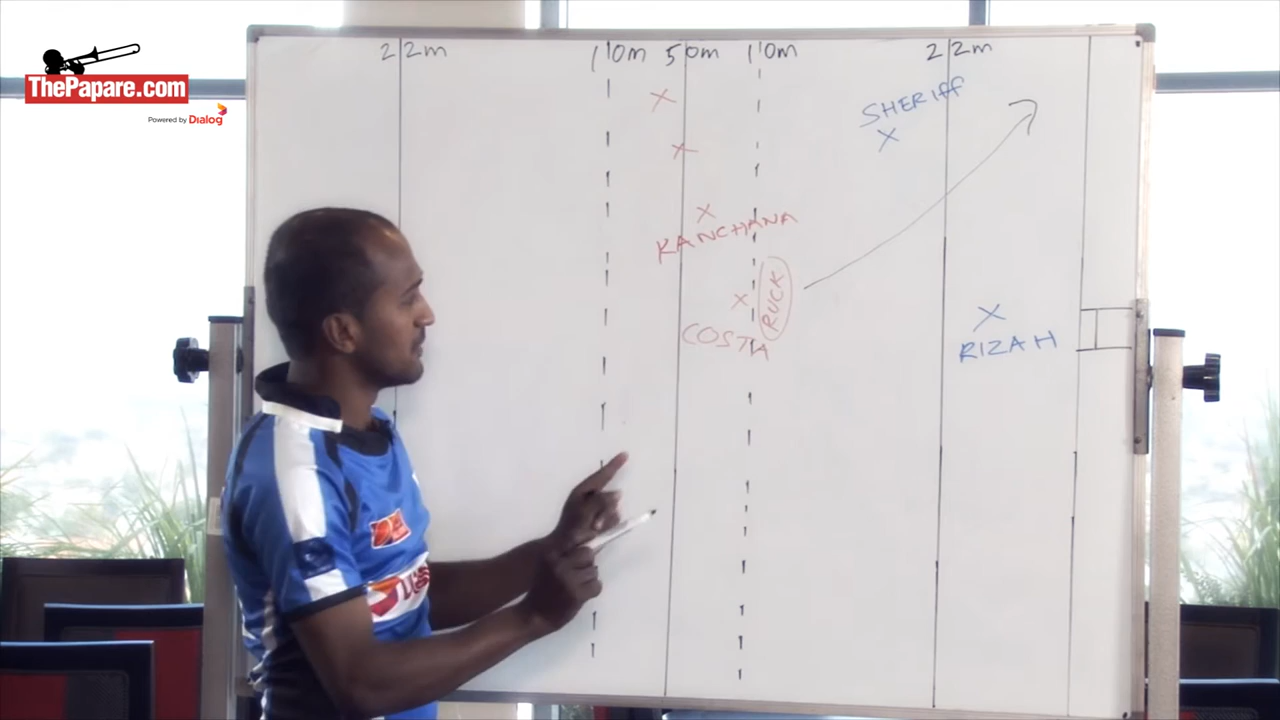 ThePapare.com
Powered by Dialog
22m 10m 50m 10m 22m
SHERIFF
KANCHANA
RUCK
COSTA
RIZAH